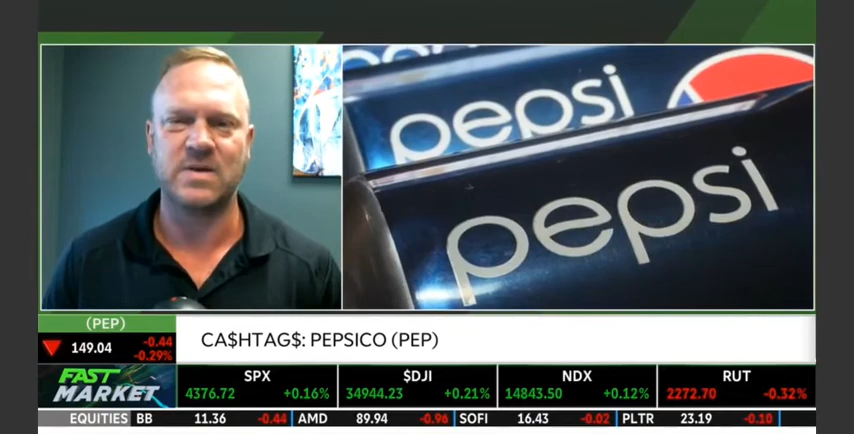 pepsi
pepsi
(PEP)
149.04 -0.44
-0.29%
CA$HTAG$: PEPSICO (PEP)
FAST MARKET
SPX
4376.72 +0.16%
$DJI
34944.23 +0.21%
NDX
14843.50 +0.12%
RUT
2272.70 -0.32%
EQUITIES BB 11.36 -0.44 AMD 89.94 -0.96 SOFI 16.43 -0.02 PLTR 23.19 -0.10